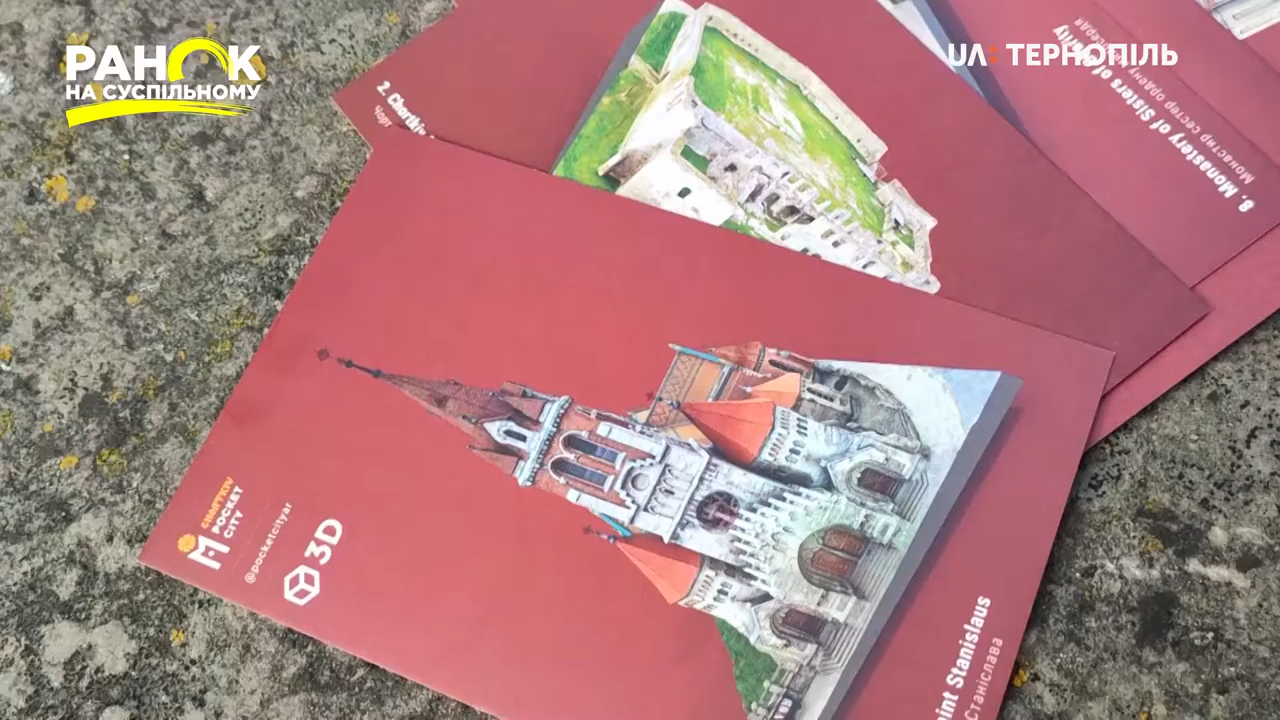 РАНОК
НА СУСПІЛЬНОМУ
UA: ТЕРНОПІЛЬ
2. Chortkiv
8. Monastery of Sisters of
Монастир сестер ордену
CHORTKIV
POCKET
CITY
@pocketcityar
3D
Stanislaus
Станіслава